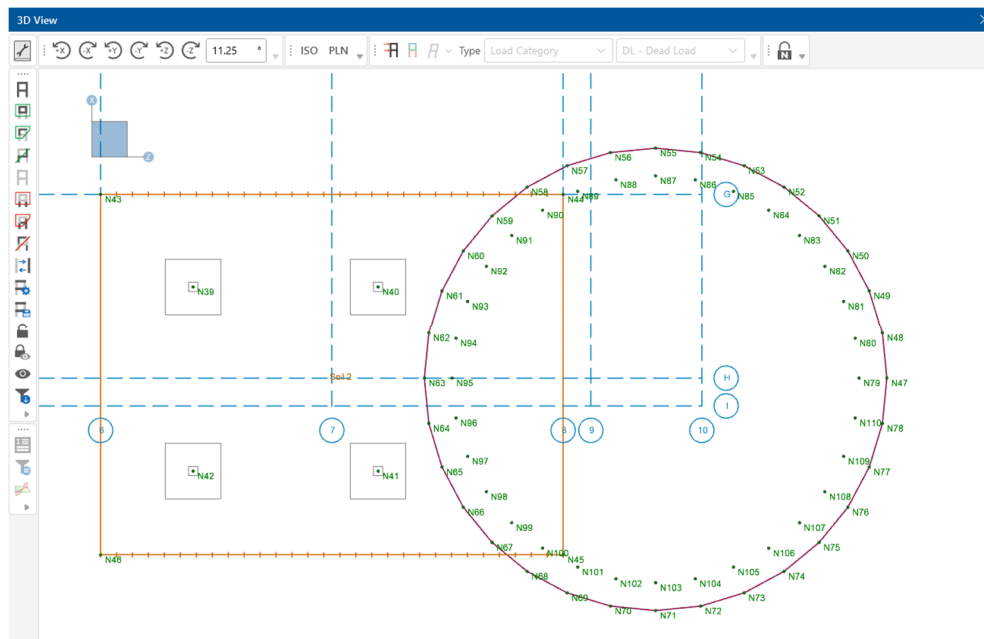 3D View
+X -X +Y -Y +Z -Z 11.25 ° ISO PLN Type Load Category DL - Dead Load N
X
Z
N55
N56 N54
N57 N53
N58 N52
N88 N87 N86
N43 N44 N89 G N85
N59 N90 N84 N51
N91 N83
N60 N50
N92 N82
N39 N40 N61 N49
N93 N81
N62 N48
N94 N80
Soil 2 N63 N95 H N79 N47
I
N64 N96 N110 N78
6 7 8 9 10
N65 N97 N109 N77
N42 N41
N66 N98 N108 N76
N99 N107
N67 N75
N46 N100 N45 N106
N68 N101 N105 N74
N102 N103 N104
N69 N73
N70 N71 N72